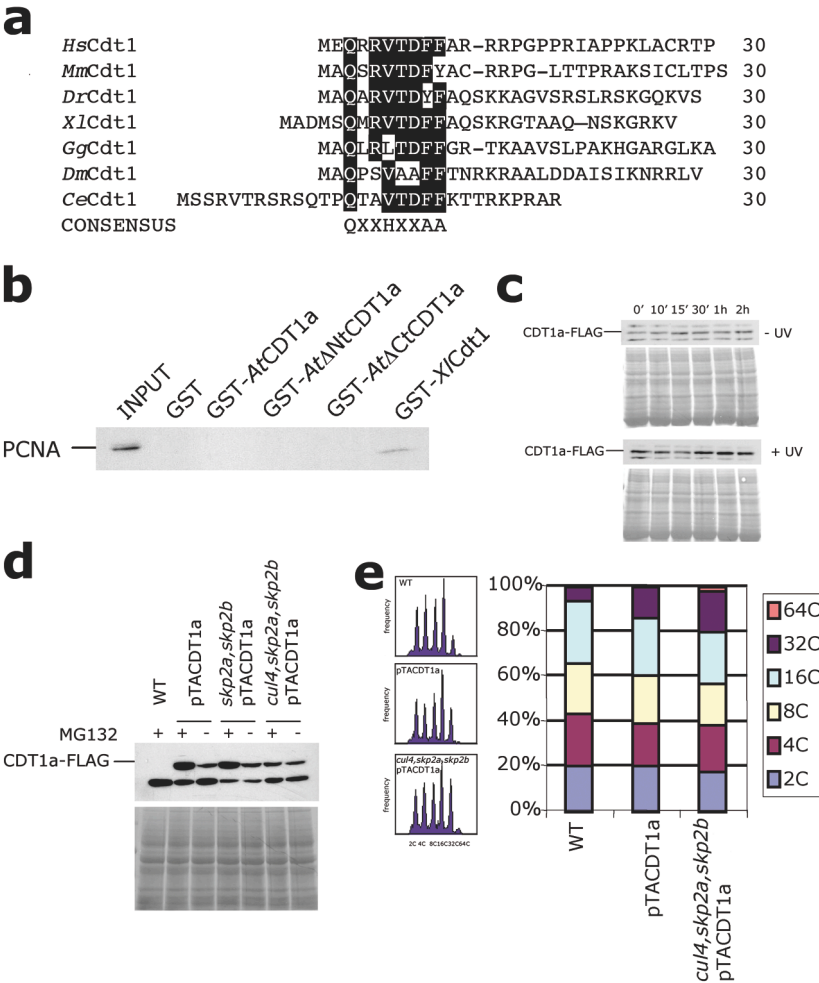 a
HsCdt1 MEQRRVTDFFAR-RRPGPPRIAPPKLACRTP 30
MmCdt1 MAQSRVTDFYAC-RRPG-LTTPRAKSICLTPS 30
DrCdt1 MAQARVTDYFAQSKKAGVSRSLRSKGQKVS 30
XlCdt1 MADMSQMRVTDFFAQSKRGTAAQ—NSKGRKV 30
GgCdt1 MAQLRLTDFFGR-TKAAVSLPAKHGARGLKA 30
DmCdt1 MAQPSVAAFFTNRKRAALDDAISIKNRRLV 30
CeCdt1 MSSRVTRSRSQTPQTAVTDFFKTTRKPRAR 30
CONSENSUS QXXHXXAA
b
INPUT
GST
GST-AtCDT1a
GST-AtΔNtCDT1a
GST-AtΔCtCDT1a
GST-XlCdt1
PCNA
c
0’ 10’ 15’ 30’ 1h 2h
CDT1a-FLAG - UV
CDT1a-FLAG + UV
d
WT
pTACDT1a
skp2a,skp2b
pTACDT1a
cul4,skp2a,skp2b
pTACDT1a
MG132 + + - + - + -
CDT1a-FLAG
e
WT
frequency
pTACDT1a
frequency
cul4,skp2a,skp2b
pTACDT1a
frequency
2C 4C 8C16C32C64C
100%
80%
60%
40%
20%
0%
WT
pTACDT1a
cul4,skp2a,skp2b
pTACDT1a
64C
32C
16C
8C
4C
2C